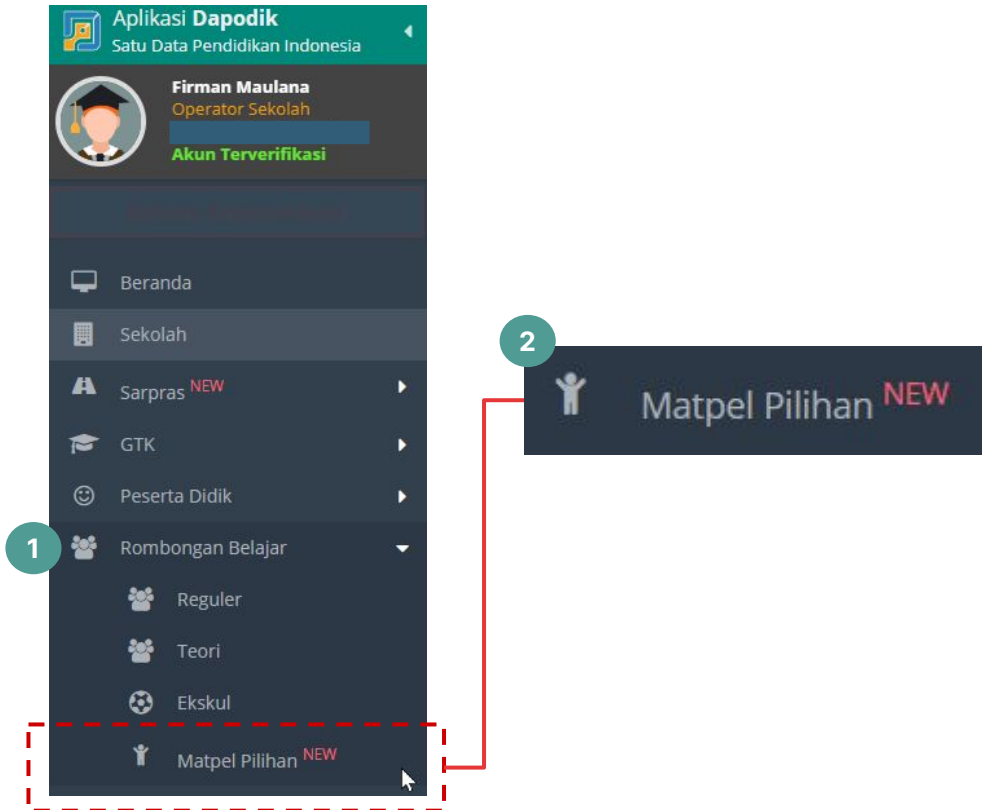 Aplikasi Dapodik
Satu Data Pendidikan Indonesia
Firman Maulana
Operator Sekolah
Akun Terverifikasi
Beranda
Sekolah
Sarpras NEW
GTK
Peserta Didik
1
Rombongan Belajar
Reguler
Teori
Ekskul
Matpel Pilihan NEW
2
Matpel Pilihan NEW